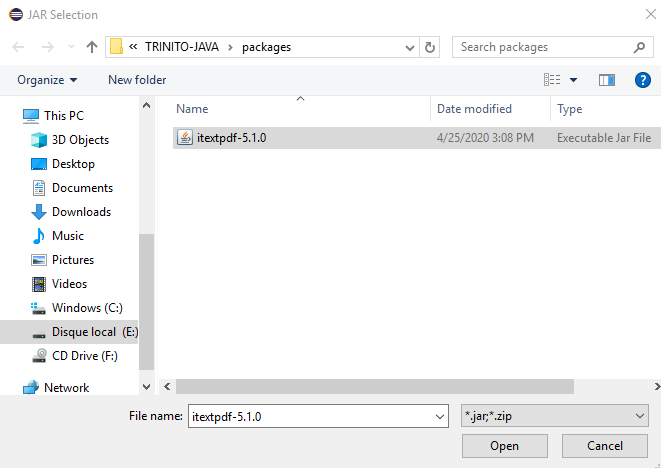 JAR Selection
« TRINITO-JAVA › packages
Search packages
Organize
New folder
Name
Date modified
Type
itextpdf-5.1.0
4/25/2020 3:08 PM
Executable Jar File
This PC
3D Objects
Desktop
Documents
Downloads
Music
Pictures
Videos
Windows (C:)
Disque local (E:)
CD Drive (F:)
Network
File name:
itextpdf-5.1.0
*.jar;*.zip
Open
Cancel